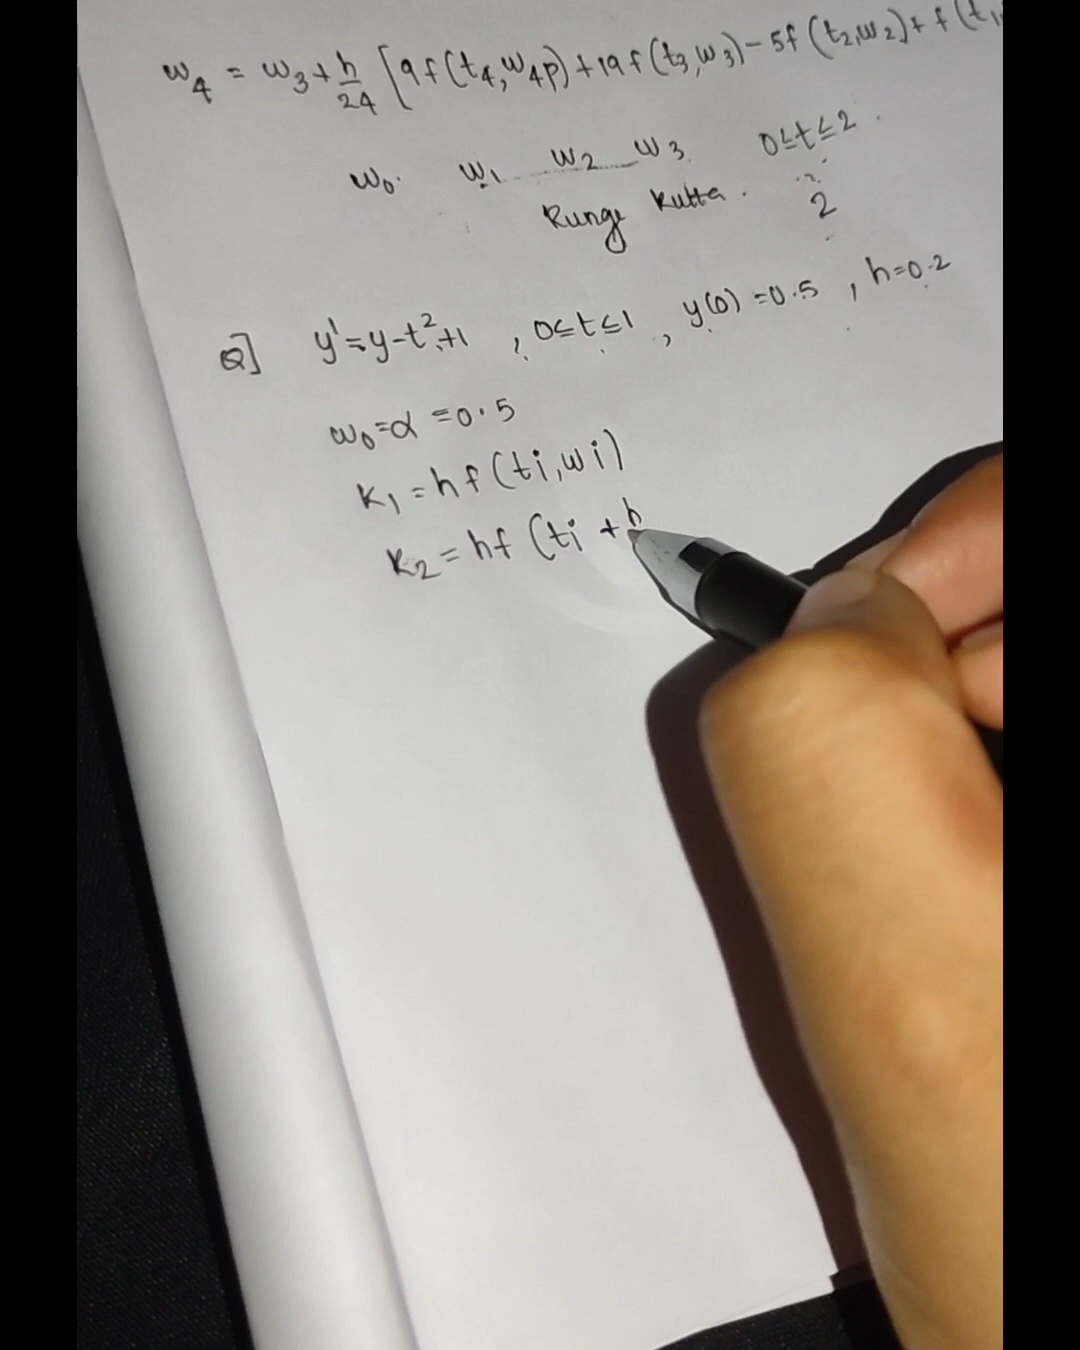 w₄ = w₃ + h/24 [9f(t₄,w₄p) + 19f(t₃,w₃) - 5f(t₂,w₂) + f(t₁,
w₀. w₁ w₂ w₃ 0≤t≤2.
Runge Kutta. 2
Q] y' = y-t²+1 , 0≤t≤1 , y(0) = 0.5 , h=0.2
w₀ = α = 0.5
K₁ = hf(ti,wi)
K₂ = hf (ti + h